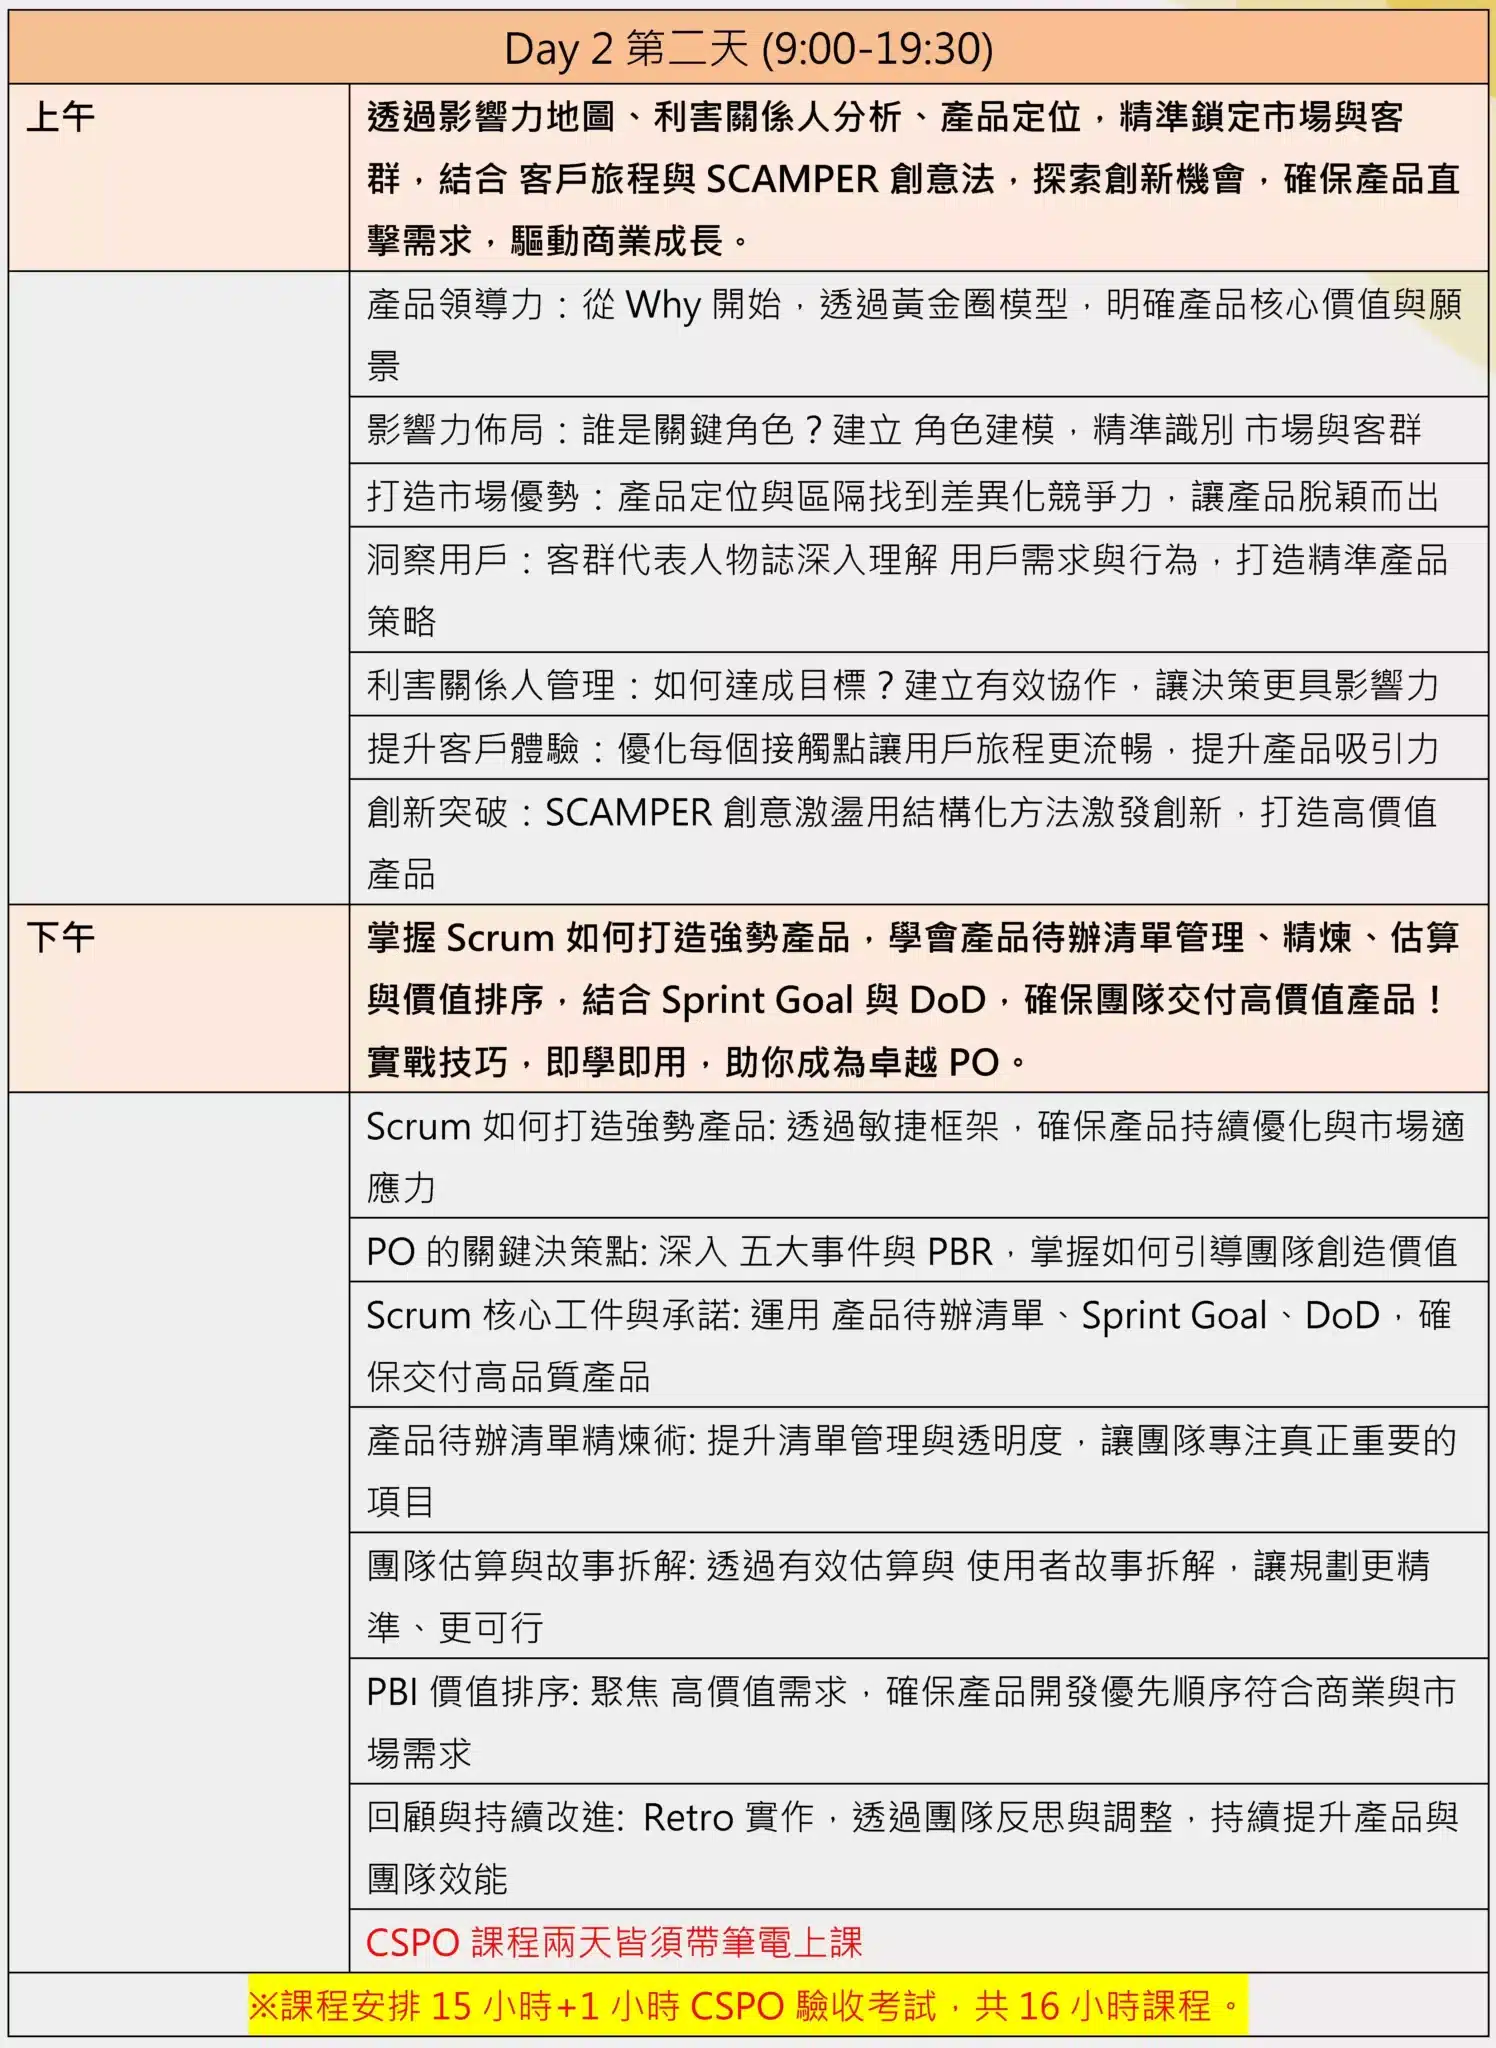 Day 2 第二天 (9:00-19:30)
上午
透過影響力地圖、利害關係人分析、產品定位，精準鎖定市場與客
群，結合 客戶旅程與 SCAMPER 創意法，探索創新機會，確保產品直
擊需求，驅動商業成長。
產品領導力：從 Why 開始，透過黃金圈模型，明確產品核心價值與願
景
影響力佈局：誰是關鍵角色？建立 角色建模，精準識別 市場與客群
打造市場優勢：產品定位與區隔找到差異化競爭力，讓產品脫穎而出
洞察用戶：客群代表人物誌深入理解 用戶需求與行為，打造精準產品
策略
利害關係人管理：如何達成目標？建立有效協作，讓決策更具影響力
提升客戶體驗：優化每個接觸點讓用戶旅程更流暢，提升產品吸引力
創新突破：SCAMPER 創意激盪用結構化方法激發創新，打造高價值
產品
下午
掌握 Scrum 如何打造強勢產品，學會產品待辦清單管理、精煉、估算
與價值排序，結合 Sprint Goal 與 DoD，確保團隊交付高價值產品！
實戰技巧，即學即用，助你成為卓越 PO。
Scrum 如何打造強勢產品: 透過敏捷框架，確保產品持續優化與市場適
應力
PO 的關鍵決策點: 深入 五大事件與 PBR，掌握如何引導團隊創造價值
Scrum 核心工件與承諾: 運用 產品待辦清單、Sprint Goal、DoD，確
保交付高品質產品
產品待辦清單精煉術: 提升清單管理與透明度，讓團隊專注真正重要的
項目
團隊估算與故事拆解: 透過有效估算與 使用者故事拆解，讓規劃更精
準、更可行
PBI 價值排序: 聚焦 高價值需求，確保產品開發優先順序符合商業與市
場需求
回顧與持續改進: Retro 實作，透過團隊反思與調整，持續提升產品與
團隊效能
CSPO 課程兩天皆須帶筆電上課
※課程安排 15 小時+1 小時 CSPO 驗收考試，共 16 小時課程。